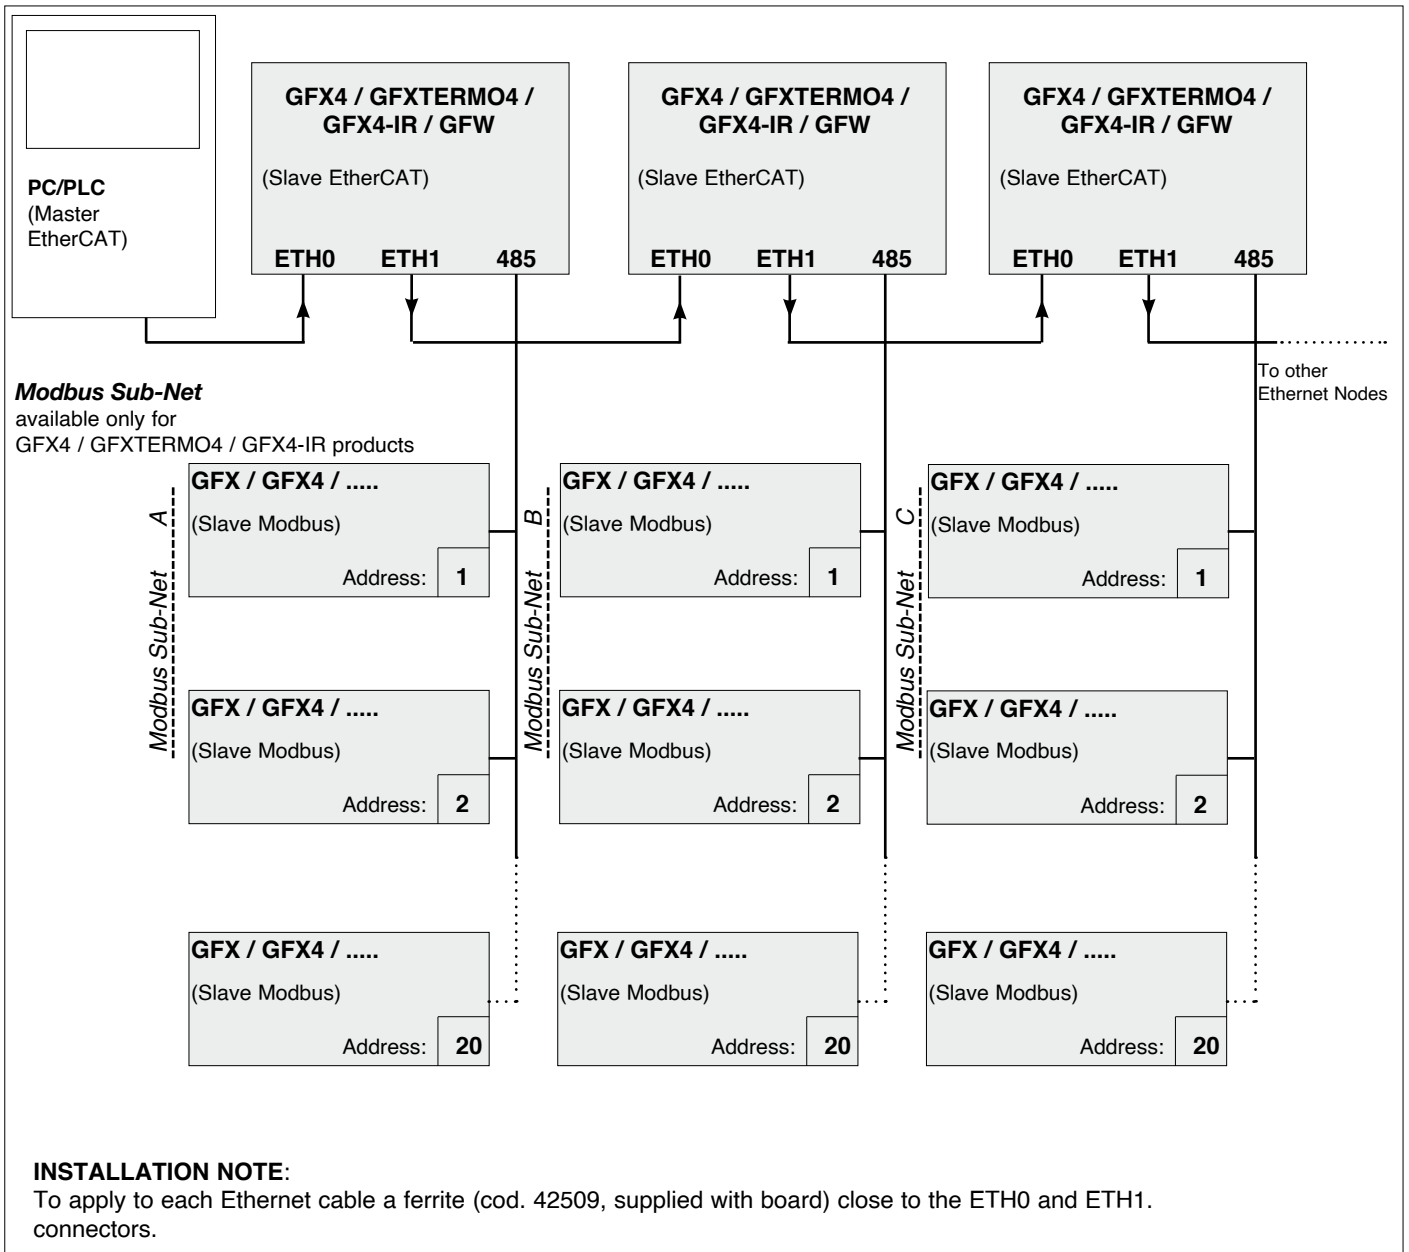 PC/PLC
(Master
EtherCAT)
GFX4 / GFXTERMO4 /
GFX4-IR / GFW
(Slave EtherCAT)
ETH0 ETH1 485
GFX4 / GFXTERMO4 /
GFX4-IR / GFW
(Slave EtherCAT)
ETH0 ETH1 485
GFX4 / GFXTERMO4 /
GFX4-IR / GFW
(Slave EtherCAT)
ETH0 ETH1 485
To other
Ethernet Nodes
Modbus Sub-Net
available only for
GFX4 / GFXTERMO4 / GFX4-IR products
Modbus Sub-Net A
GFX / GFX4 / .....
(Slave Modbus)
Address: 1
GFX / GFX4 / .....
(Slave Modbus)
Address: 2
GFX / GFX4 / .....
(Slave Modbus)
Address: 20
Modbus Sub-Net B
GFX / GFX4 / .....
(Slave Modbus)
Address: 1
GFX / GFX4 / .....
(Slave Modbus)
Address: 2
GFX / GFX4 / .....
(Slave Modbus)
Address: 20
Modbus Sub-Net C
GFX / GFX4 / .....
(Slave Modbus)
Address: 1
GFX / GFX4 / .....
(Slave Modbus)
Address: 2
GFX / GFX4 / .....
(Slave Modbus)
Address: 20
INSTALLATION NOTE:
To apply to each Ethernet cable a ferrite (cod. 42509, supplied with board) close to the ETH0 and ETH1.
connectors.